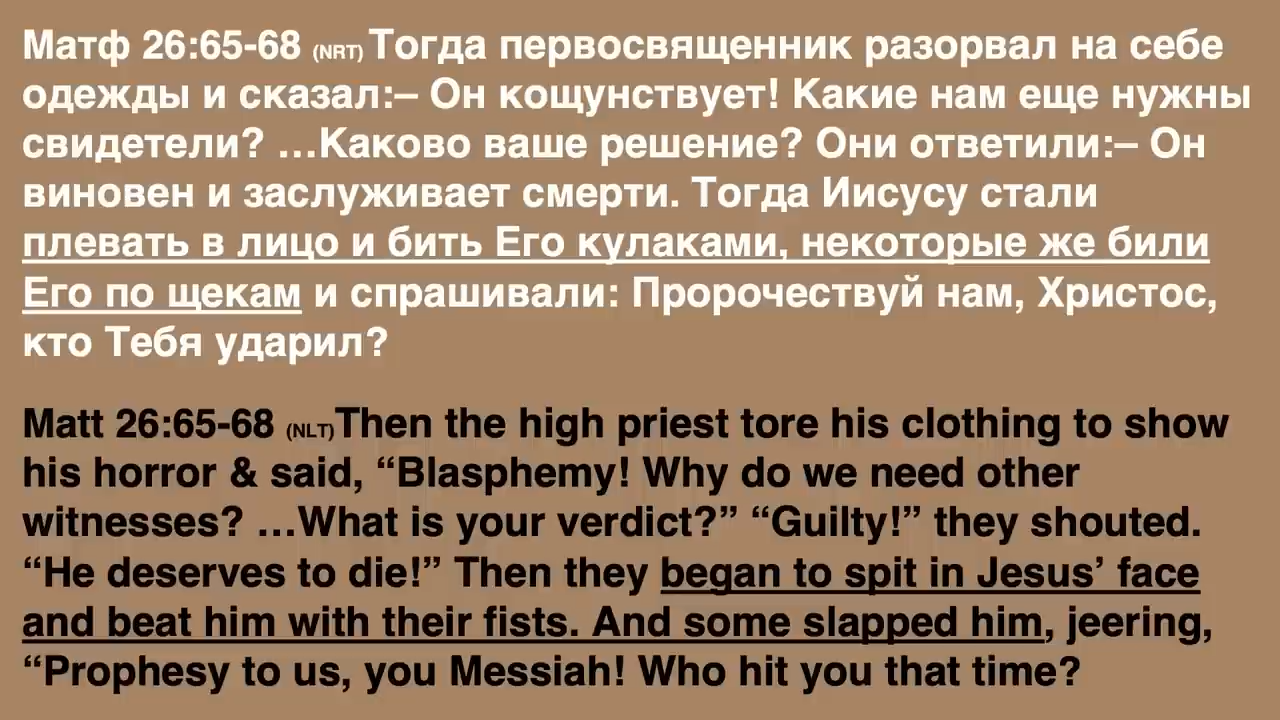 Матф 26:65-68 (NRT) Тогда первосвященник разорвал на себе
одежды и сказал:– Он кощунствует! Какие нам еще нужны
свидетели? …Каково ваше решение? Они ответили:– Он
виновен и заслуживает смерти. Тогда Иисусу стали
плевать в лицо и бить Его кулаками, некоторые же били
Его по щекам и спрашивали: Пророчествуй нам, Христос,
кто Тебя ударил?
Matt 26:65-68 (NLT)Then the high priest tore his clothing to show
his horror & said, “Blasphemy! Why do we need other
witnesses? …What is your verdict?” “Guilty!” they shouted.
“He deserves to die!” Then they began to spit in Jesus’ face
and beat him with their fists. And some slapped him, jeering,
“Prophesy to us, you Messiah! Who hit you that time?